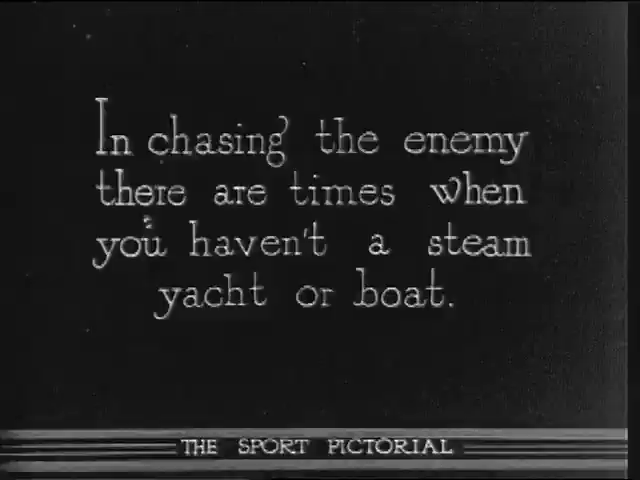 In chasing the enemy
there are times when
you haven't a steam
yacht or boat.
THE SPORT PICTORIAL